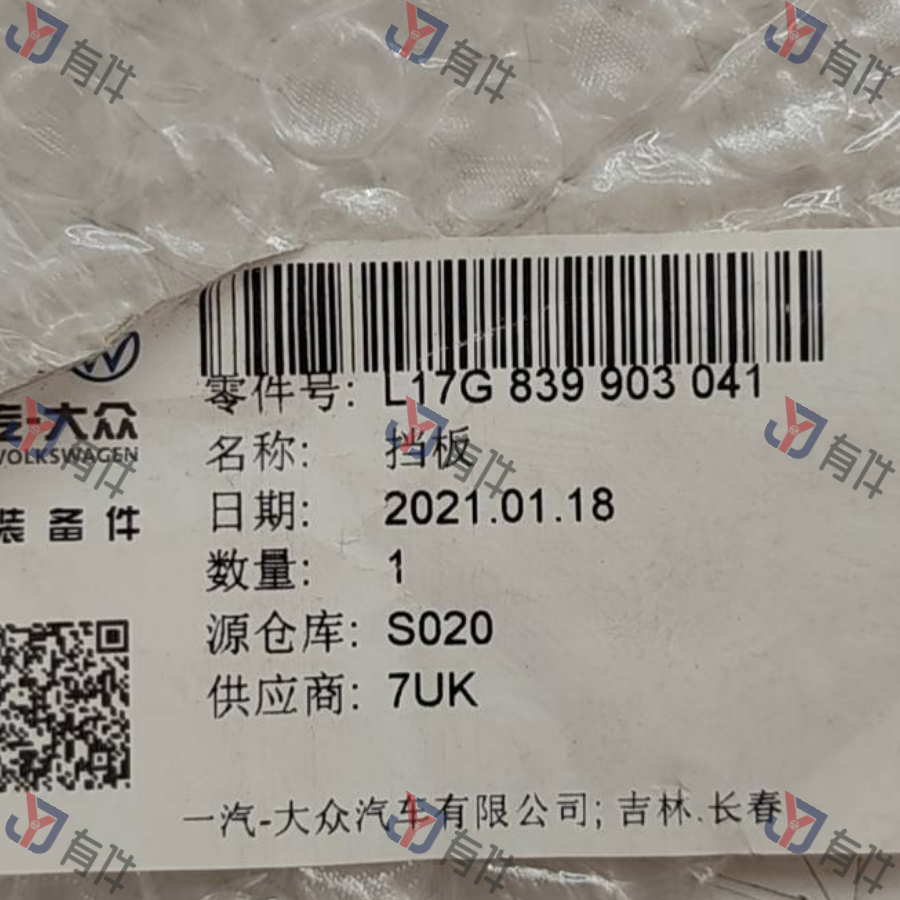 零件号: L17G 839 903 041
名称: 挡板
日期: 2021.01.18
数量: 1
源仓库: S020
供应商: 7UK
一汽-大众汽车有限公司; 吉林.长春
汽-大众
VOLKSWAGEN
装备件
有件
有件
有件
有件
有件
有件
有件
有件
有件